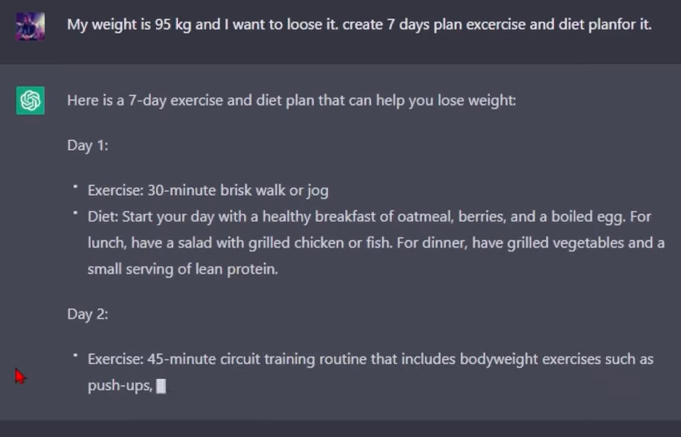 My weight is 95 kg and I want to loose it. create 7 days plan excercise and diet planfor it.
Here is a 7-day exercise and diet plan that can help you lose weight:
Day 1:
• Exercise: 30-minute brisk walk or jog
• Diet: Start your day with a healthy breakfast of oatmeal, berries, and a boiled egg. For
lunch, have a salad with grilled chicken or fish. For dinner, have grilled vegetables and a
small serving of lean protein.
Day 2:
• Exercise: 45-minute circuit training routine that includes bodyweight exercises such as
push-ups,